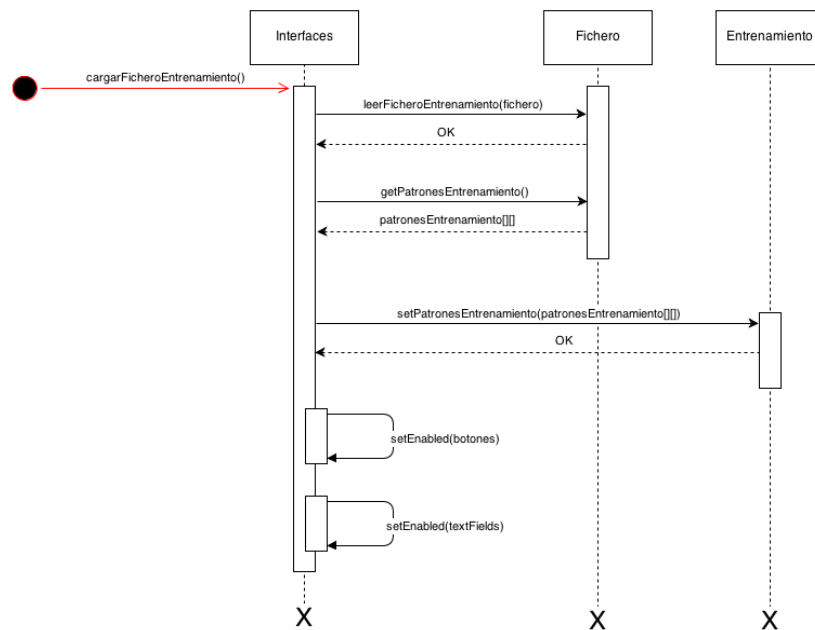 Interfaces
Fichero
Entrenamiento
cargarFicheroEntrenamiento()
leerFicheroEntrenamiento(fichero)
OK
getPatronesEntrenamiento()
patronesEntrenamiento[][]
setPatronesEntrenamiento(patronesEntrenamiento[][])
OK
setEnabled(botones)
setEnabled(textFields)
X
X
X